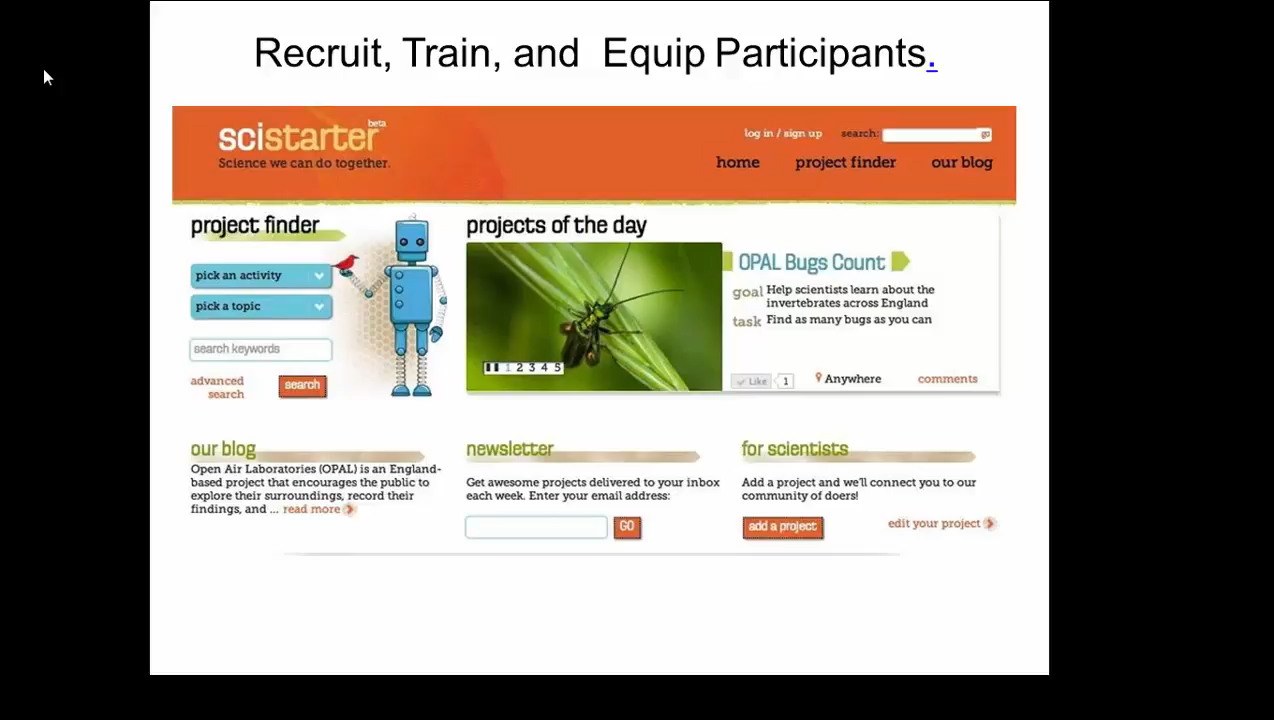 Recruit, Train, and  Equip Participants.
scistarter
beta
Science we can do together.
log in / sign up
search:
go
home
project finder
our blog
project finder
pick an activity
pick a topic
search keywords
advanced
search
search
projects of the day
1 2 3 4 5
OPAL Bugs Count
goal Help scientists learn about the
invertebrates across England
task Find as many bugs as you can
Like
1
Anywhere
comments
our blog
Open Air Laboratories (OPAL) is an England-
based project that encourages the public to
explore their surroundings, record their
findings, and ... read more
newsletter
Get awesome projects delivered to your inbox
each week. Enter your email address:
GO
for scientists
Add a project and we'll connect you to our
community of doers!
add a project
edit your project